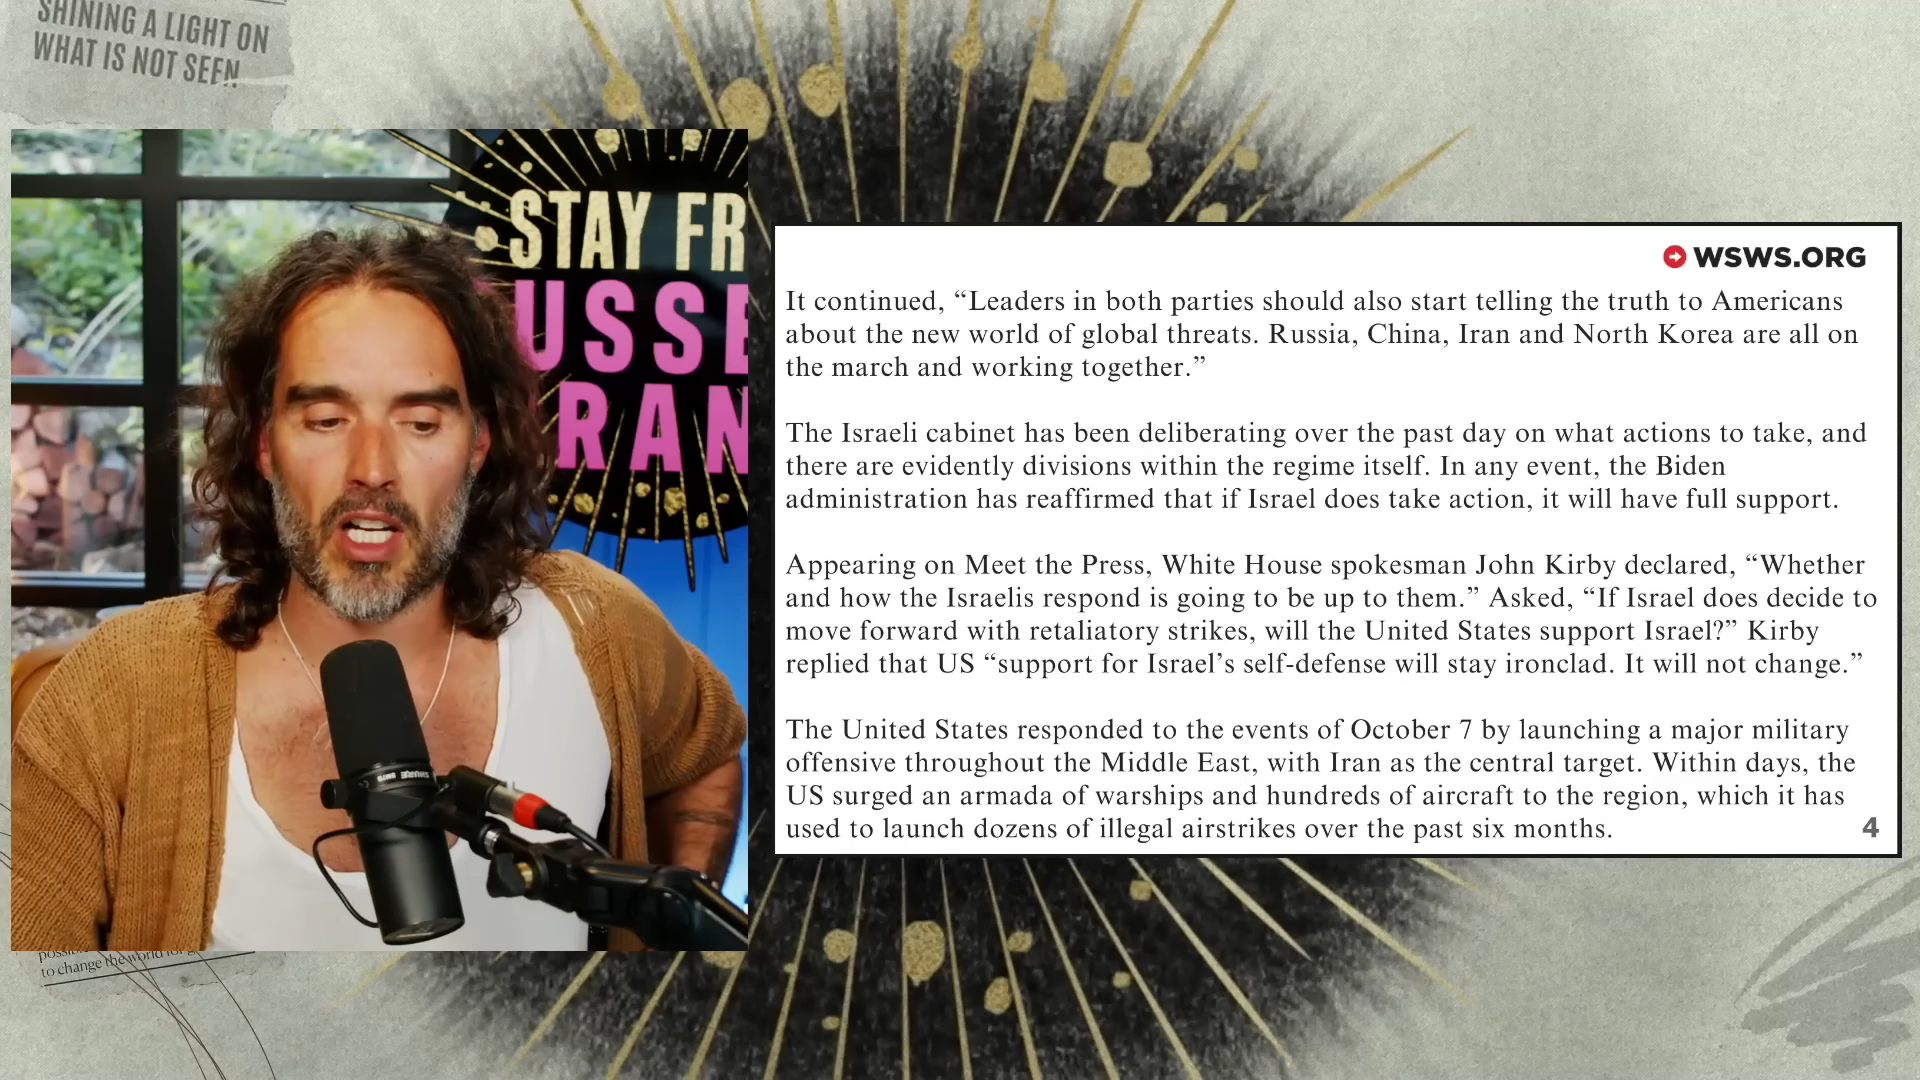 SHINING A LIGHT ON
WHAT IS NOT SEEN
STAY FR
USSE
RAN
WSWS.ORG
It continued, “Leaders in both parties should also start telling the truth to Americans
about the new world of global threats. Russia, China, Iran and North Korea are all on
the march and working together.”
The Israeli cabinet has been deliberating over the past day on what actions to take, and
there are evidently divisions within the regime itself. In any event, the Biden
administration has reaffirmed that if Israel does take action, it will have full support.
Appearing on Meet the Press, White House spokesman John Kirby declared, “Whether
and how the Israelis respond is going to be up to them.” Asked, “If Israel does decide to
move forward with retaliatory strikes, will the United States support Israel?” Kirby
replied that US “support for Israel’s self-defense will stay ironclad. It will not change.”
The United States responded to the events of October 7 by launching a major military
offensive throughout the Middle East, with Iran as the central target. Within days, the
US surged an armada of warships and hundreds of aircraft to the region, which it has
used to launch dozens of illegal airstrikes over the past six months.
4
SHURE
to change the world